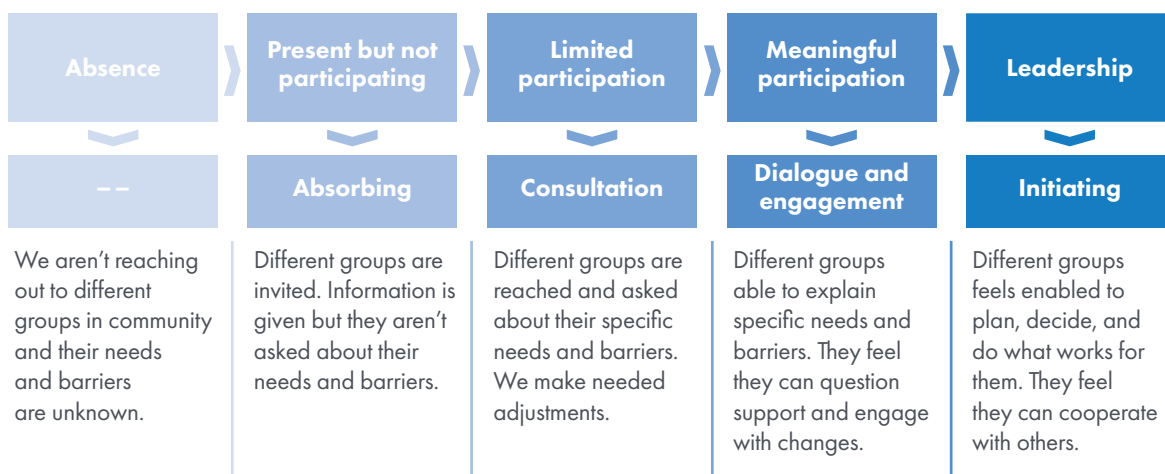 Absence
Present but not
participating
Limited
participation
Meaningful
participation
Leadership
– –
Absorbing
Consultation
Dialogue and
engagement
Initiating
We aren’t reaching
out to different
groups in community
and their needs
and barriers
are unknown.
Different groups are
invited. Information is
given but they aren’t
asked about their
needs and barriers.
Different groups are
reached and asked
about their specific
needs and barriers.
We make needed
adjustments.
Different groups
able to explain
specific needs and
barriers. They feel
they can question
support and engage
with changes.
Different groups
feels enabled to
plan, decide, and
do what works for
them. They feel
they can cooperate
with others.